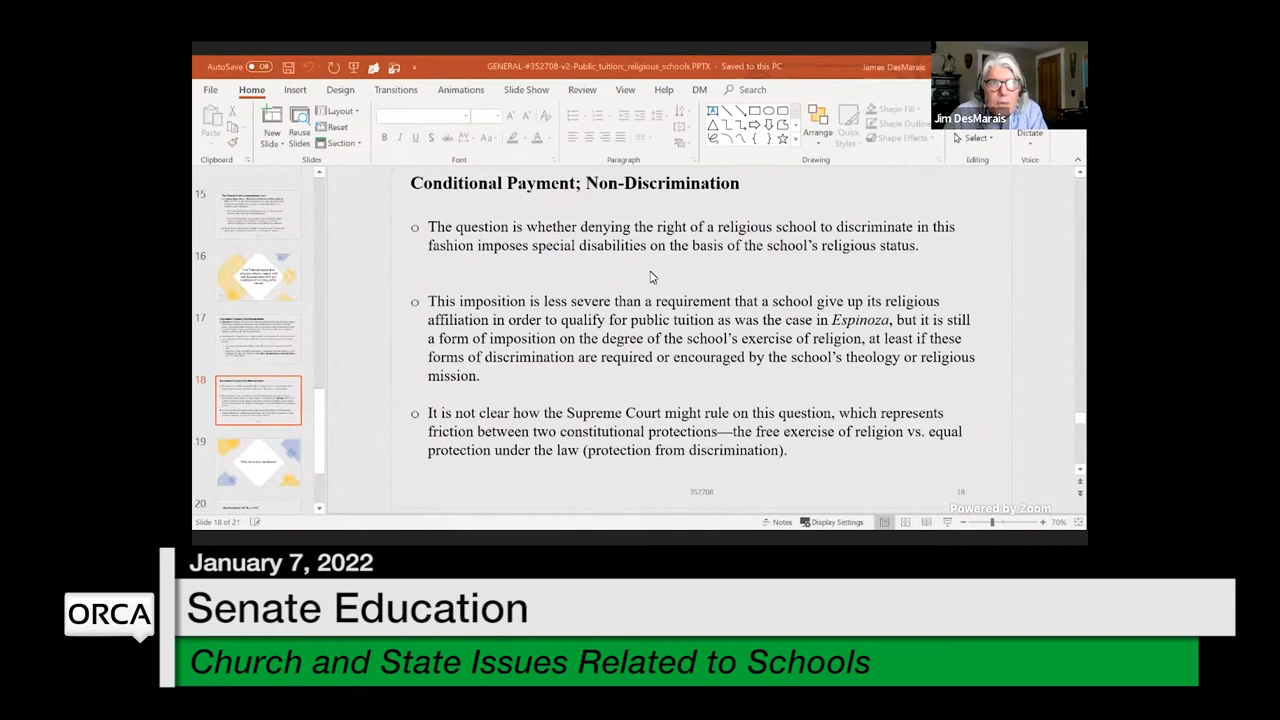 AutoSave Off
GENERAL-#352708-v2-Public_tuition;_religious_schools.PPTX - Saved to this PC
James DesMarais
File Home Insert Design Transitions Animations Slide Show Review View Help DM Search
Jim DesMarais
Paste
New
Slide
Reuse
Slides
Layout
Reset
Section
Arrange
Quick
Styles
Shape Fill
Shape Outline
Shape Effects
Select
Dictate
Clipboard Slides Font Paragraph Drawing Editing Voice
15
16
17
18
19
20
Conditional Payment; Non-Discrimination
The question is whether denying the right of a religious school to discriminate in this
fashion imposes special disabilities on the basis of the school's religious status.
This imposition is less severe than a requirement that a school give up its religious
affiliation in order to qualify for public tuition, as was the case in Espinoza, but it is still
a form of imposition on the degree of the school's exercise of religion, at least if these
forms of discrimination are required or encouraged by the school's theology or religious
mission.
It is not clear how the Supreme Court might rule on this question, which represents
friction between two constitutional protections—the free exercise of religion vs. equal
protection under the law (protection from discrimination).
352708
18
Powered by Zoom
Slide 18 of 21
Notes Display Settings 70%
January 7, 2022
ORCA
Senate Education
Church and State Issues Related to Schools